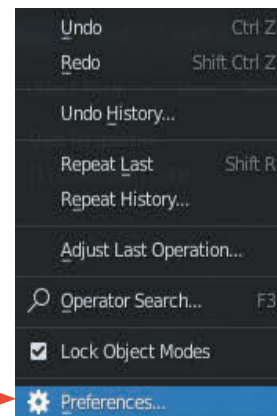 Undo Ctrl Z
Redo Shift Ctrl Z
Undo History...
Repeat Last Shift R
Repeat History...
Adjust Last Operation...
Operator Search... F3
Lock Object Modes
Preferences...